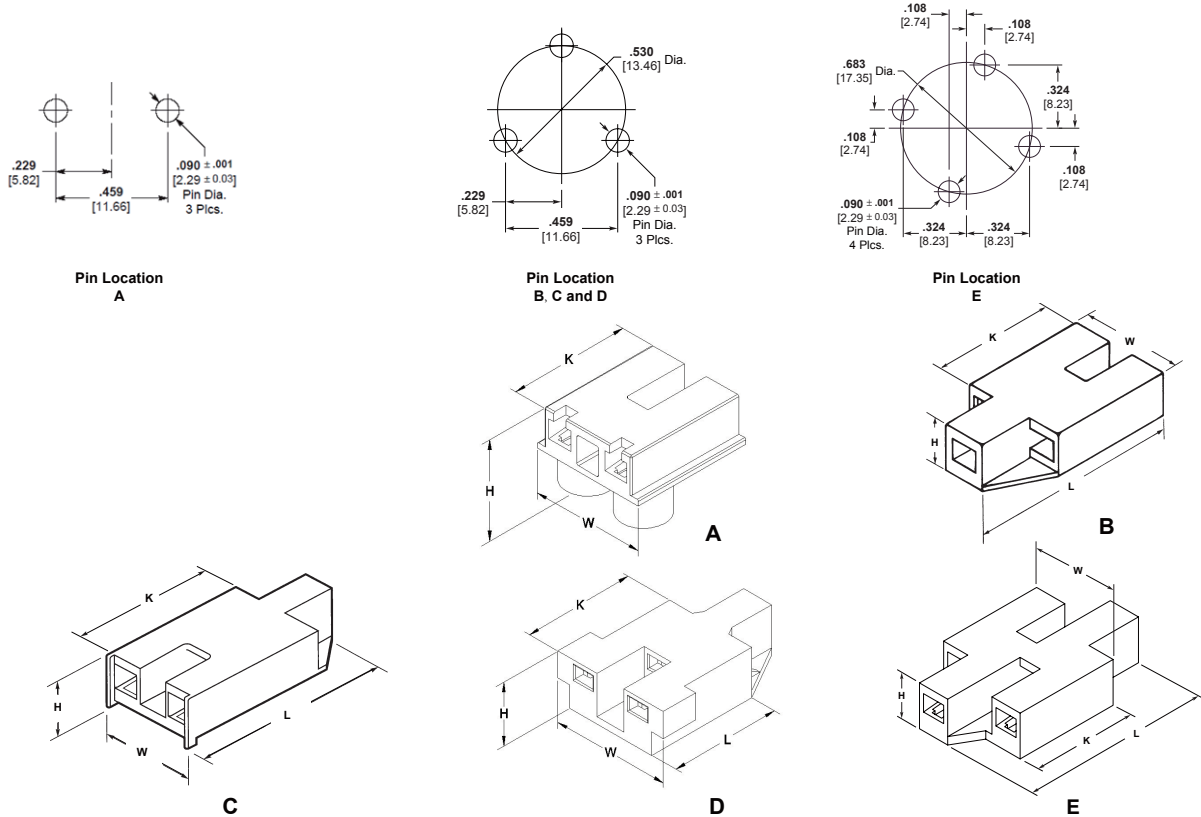 .229
[5.82]
.459
[11.66]
.090 ± .001
[2.29 ± 0.03]
Pin Dia.
3 Plcs.
Pin Location
A
.530
[13.46] Dia.
.229
[5.82]
.459
[11.66]
.090 ± .001
[2.29 ± 0.03]
Pin Dia.
3 Plcs.
Pin Location
B, C and D
.108
[2.74]
.108
[2.74]
.683
[17.35] Dia.
.324
[8.23]
.108
[2.74]
.108
[2.74]
.090 ± .001
[2.29 ± 0.03]
Pin Dia.
4 Plcs.
.324
[8.23]
.324
[8.23]
Pin Location
E
K
H
W
A
K
W
H
L
B
K
H
W
L
C
K
H
W
L
D
W
H
K
L
E